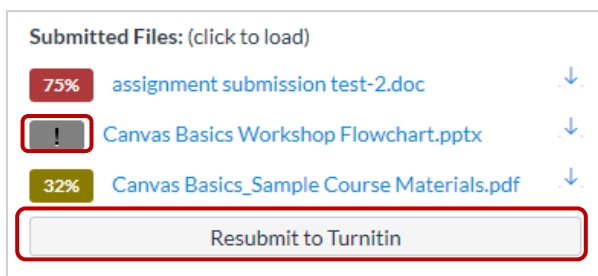 Submitted Files: (click to load)
75% assignment submission test-2.doc
! Canvas Basics Workshop Flowchart.pptx
32% Canvas Basics_Sample Course Materials.pdf
Resubmit to Turnitin